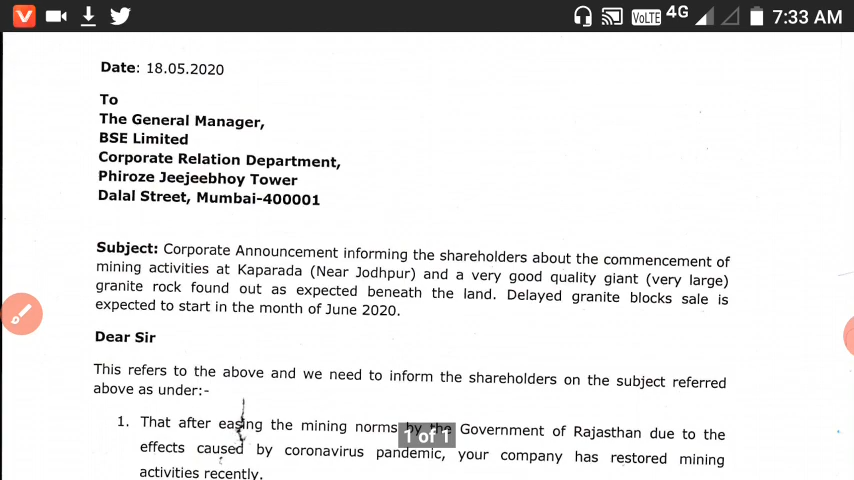 VoLTE 4G 7:33 AM
Date: 18.05.2020
To
The General Manager,
BSE Limited
Corporate Relation Department,
Phiroze Jeejeebhoy Tower
Dalal Street, Mumbai-400001
Subject: Corporate Announcement informing the shareholders about the commencement of
mining activities at Kaparada (Near Jodhpur) and a very good quality giant (very large)
granite rock found out as expected beneath the land. Delayed granite blocks sale is
expected to start in the month of June 2020.
Dear Sir
This refers to the above and we need to inform the shareholders on the subject referred
above as under:-
1. That after easing the mining norms by the Government of Rajasthan due to the
1 of 1
effects caused by coronavirus pandemic, your company has restored mining
activities recently.